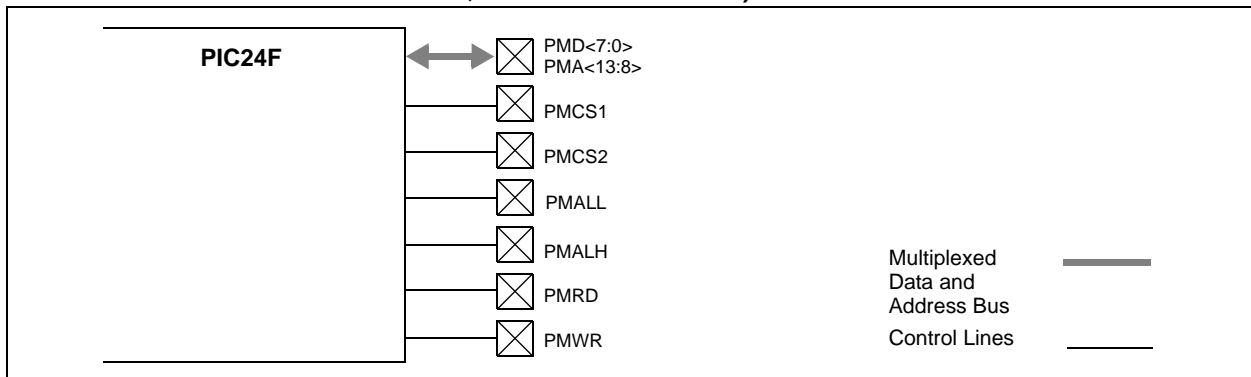 PIC24F
PMD<7:0>
PMA<13:8>
PMCS1
PMCS2
PMALL
PMALH
PMRD
PMWR
Multiplexed
Data and
Address Bus
Control Lines